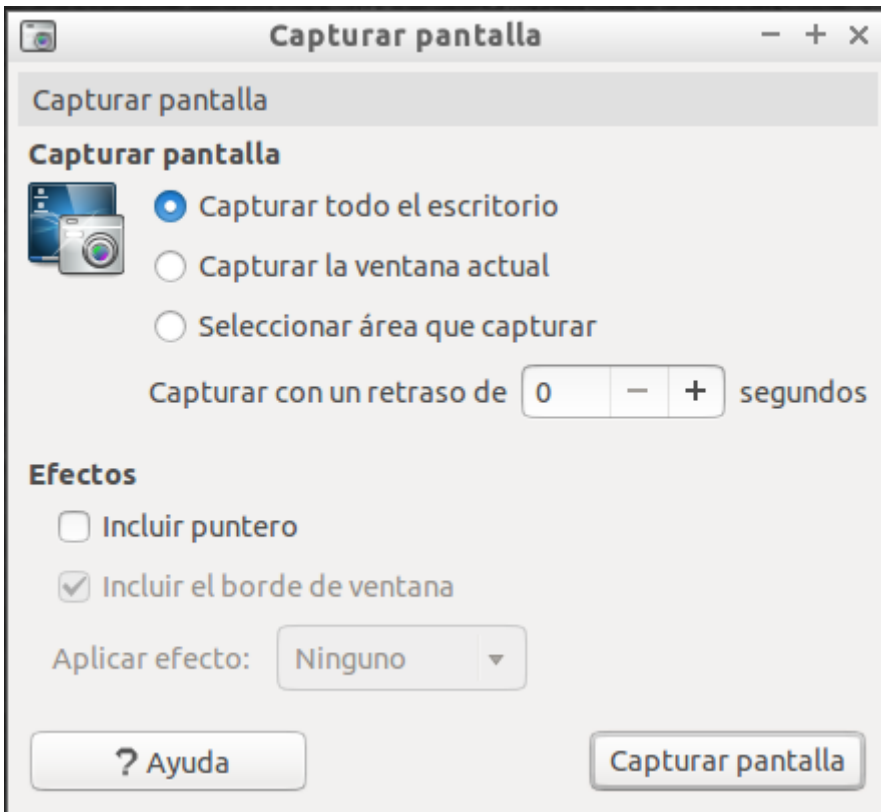 Capturar pantalla
Capturar pantalla
Capturar pantalla
Capturar todo el escritorio
Capturar la ventana actual
Seleccionar área que capturar
Capturar con un retraso de 0 − + segundos
Efectos
Incluir puntero
Incluir el borde de ventana
Aplicar efecto: Ninguno
? Ayuda Capturar pantalla